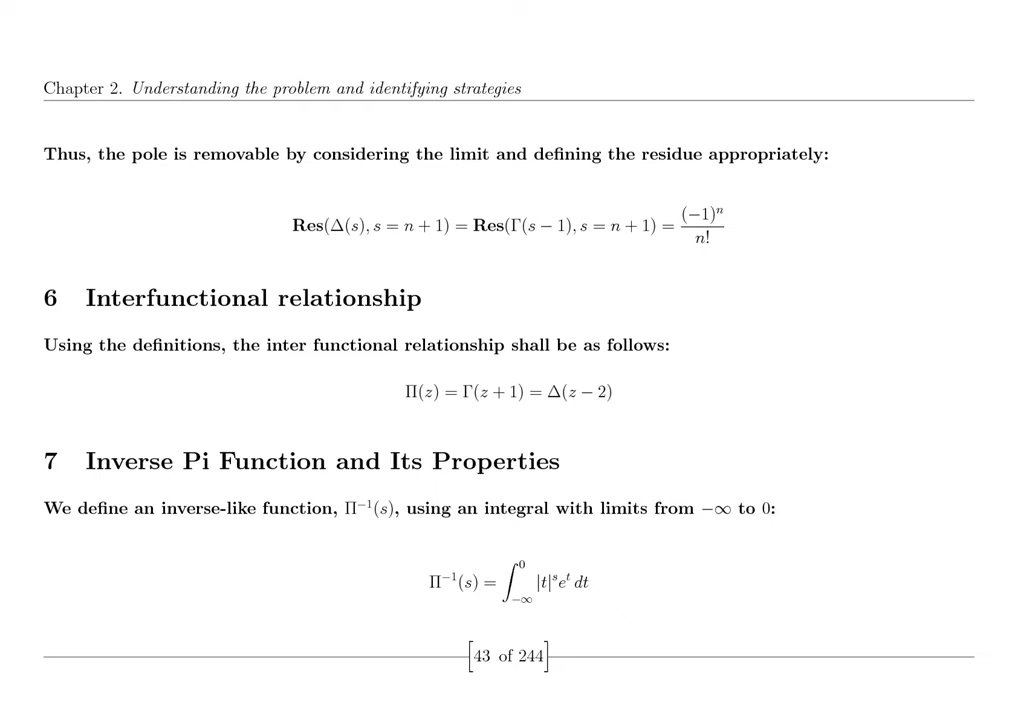 Chapter 2. Understanding the problem and identifying strategies
Thus, the pole is removable by considering the limit and defining the residue appropriately:
Res(Δ(s), s = n + 1) = Res(Γ(s − 1), s = n + 1) = (−1)ⁿ / n!
6 Interfunctional relationship
Using the definitions, the inter functional relationship shall be as follows:
Π(z) = Γ(z + 1) = Δ(z − 2)
7 Inverse Pi Function and Its Properties
We define an inverse-like function, Π⁻¹(s), using an integral with limits from −∞ to 0:
Π⁻¹(s) = ∫_{−∞}^{0} |t|ˢeᵗ dt
[43 of 244]